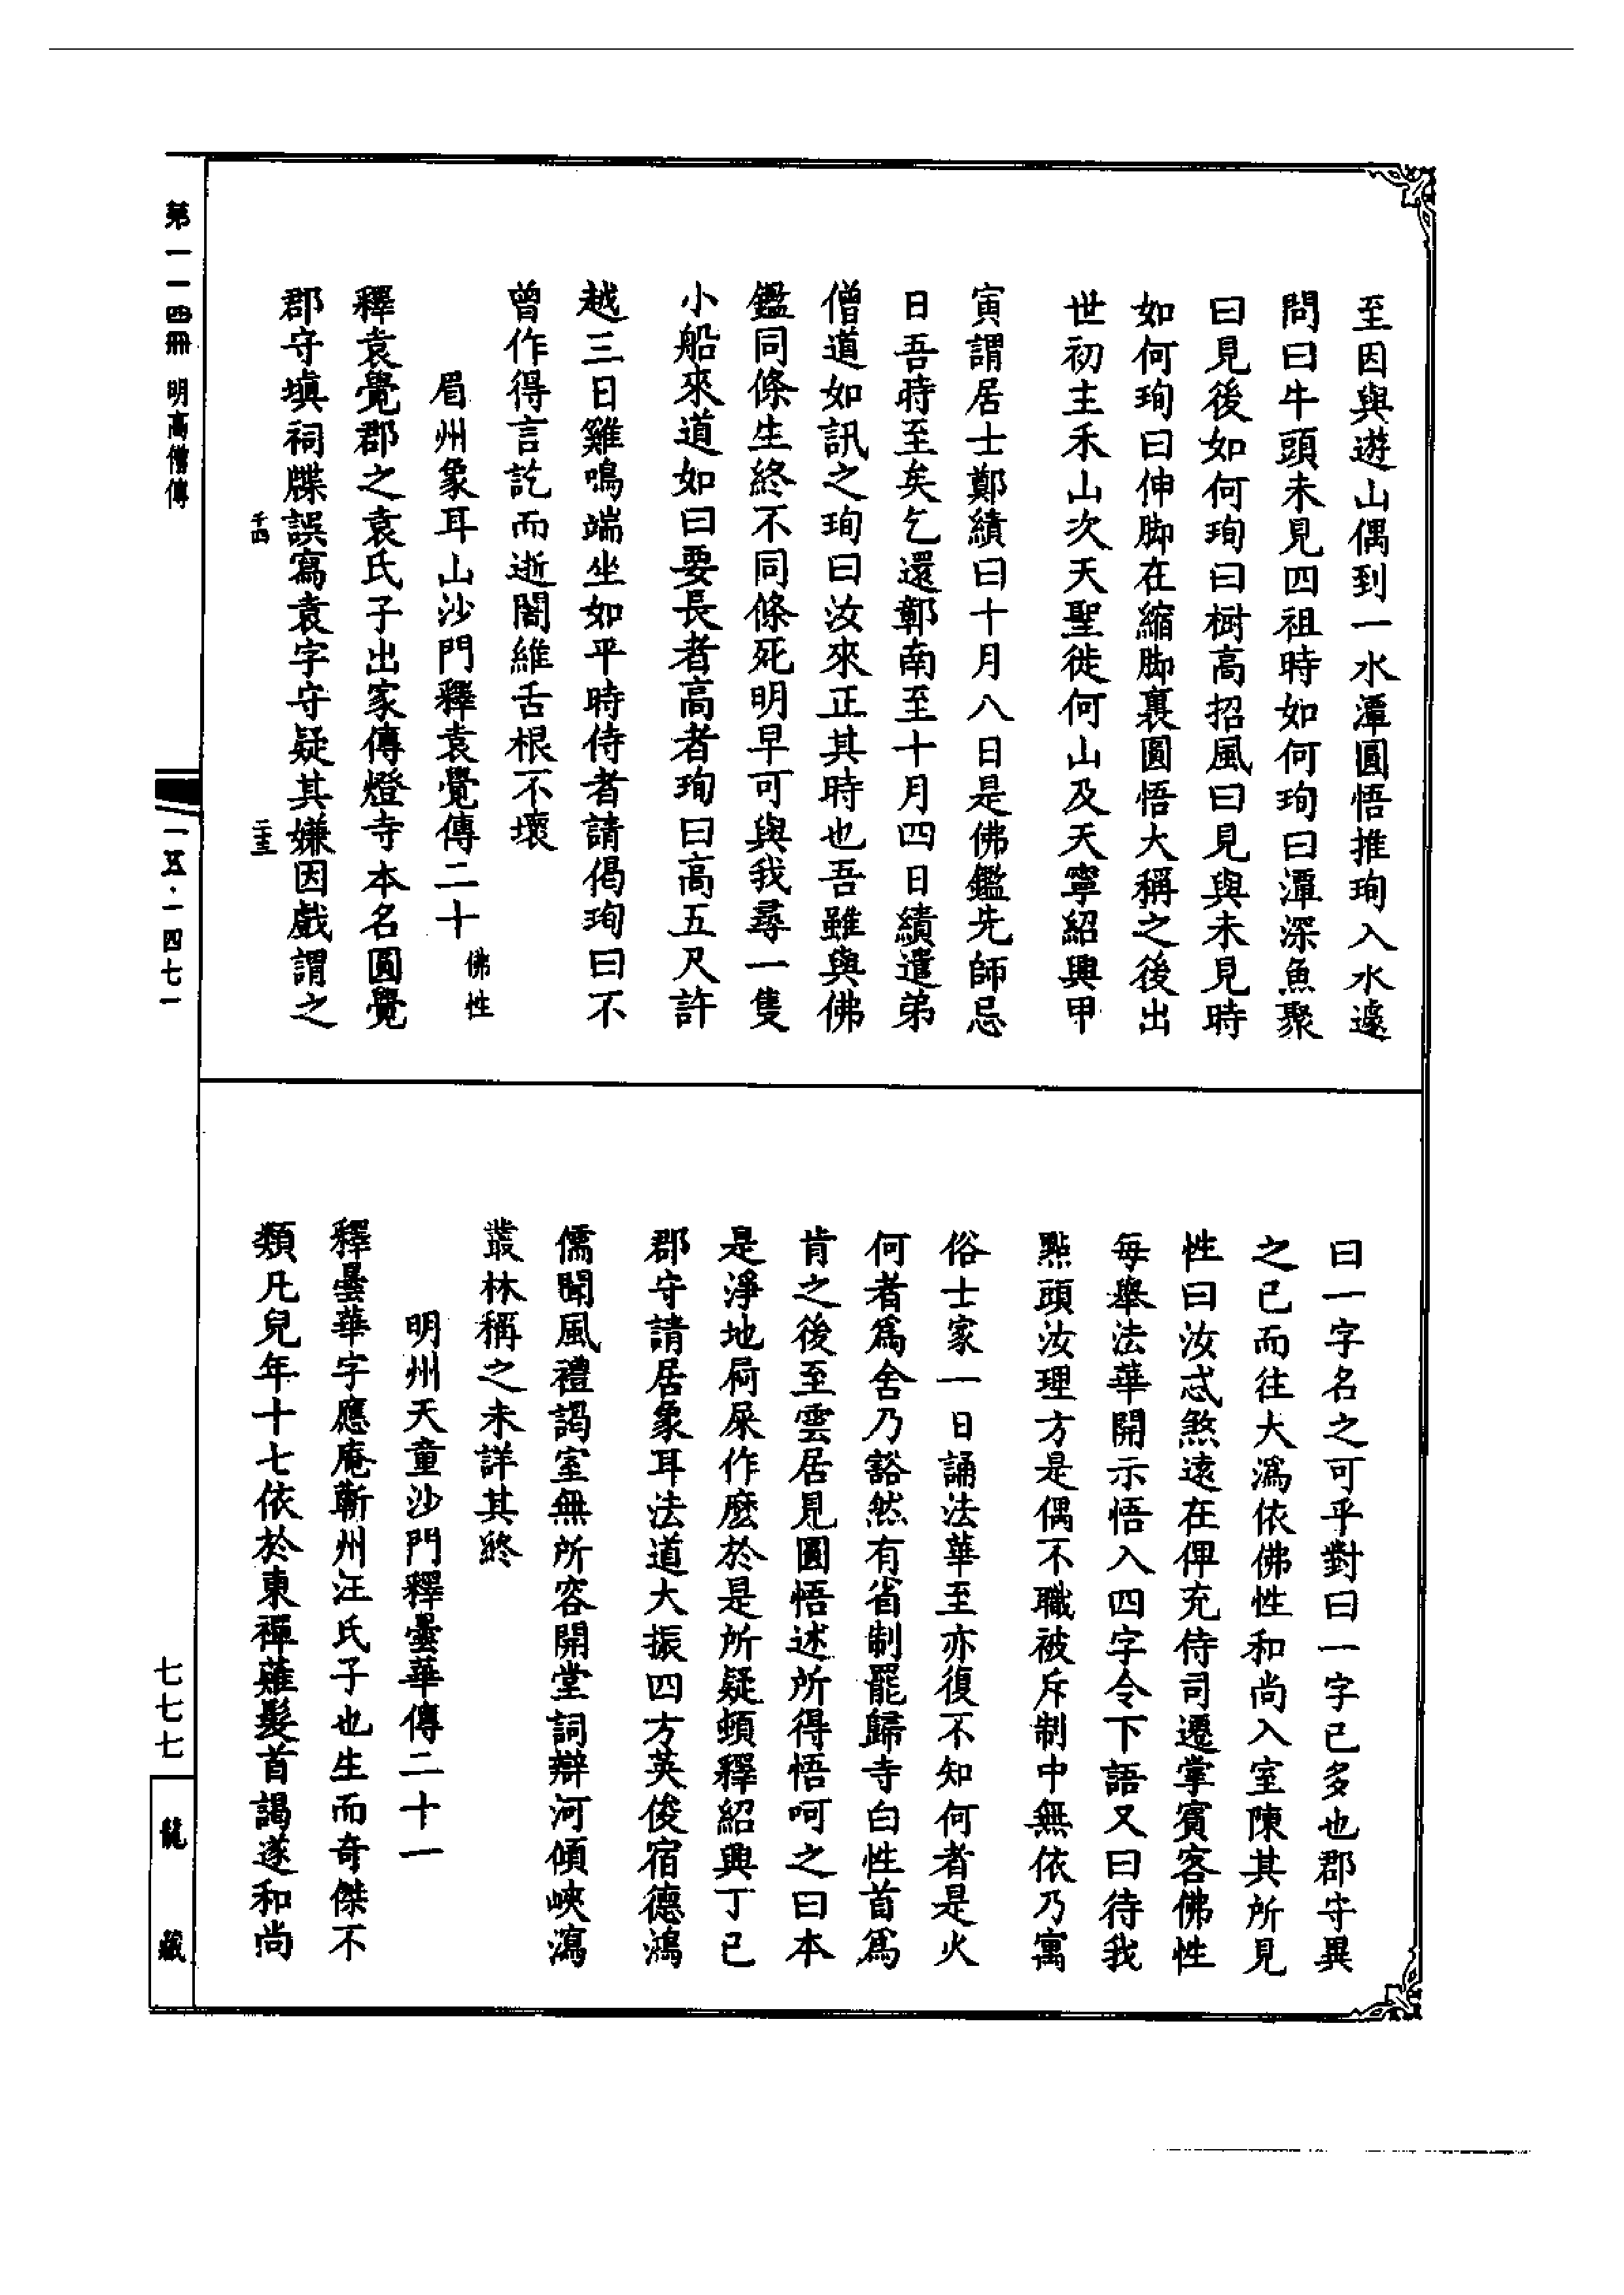 至因與遊山偶到一水潭圓悟推珣入水遠
問曰牛頭未見四祖時如何珣曰潭深魚聚
曰見後如何珣曰樹高招風曰見與未見時
如何珣曰伸脚在縮脚裏圓悟大稱之後出
世初主禾山次天聖徙何山及天寧紹興甲
寅謂居士鄭績曰十月八日是佛鑑先師忌
日吾時至矣乞還鄣南至十月四日績遣弟
僧道如訊之珣曰汝來正其時也吾雖與佛
鑑同條生終不同條死明早可與我尋一隻
小船來道如曰要長者高者珣曰高五尺許
越三日雞鳴端坐如平時侍者請偈珣曰不
曾作得言訖而逝闍維舌根不壞
眉州象耳山沙門釋袁覺傳二十 佛性
釋袁覺郡之袁氏子出家傳燈寺本名圓覺
郡守塡祠牒誤寫袁字守疑其嫌因戲謂之
曰一字名之可乎對曰一字已多也郡守異
之已而往大溈依佛性和尚入室陳其所見
性曰汝忒煞遠在俾充侍司遷掌賓客佛性
每舉法華開示悟入四字令下語又曰待我
點頭汝理方是偶不職被斥制中無依乃寓
俗士家一日誦法華至亦復不知何者是火
何者爲舍乃豁然有省制罷歸寺白性首爲
肯之後至雲居見圓悟述所得悟呵之曰本
是淨地屙屎作麽於是所疑頓釋紹興丁巳
郡守請居象耳法道大振四方英俊宿德鴻
儒聞風禮謁室無所容開堂詞辯河傾峽瀉
叢林稱之未詳其終
明州天童沙門釋曇華傳二十一
釋曇華字應庵蘄州汪氏子也生而奇傑不
類凡兒年十七依於東禪薙髮首謁遂和尚
第一一四冊 明高僧傳
一五·一四七一
七七七
龍藏